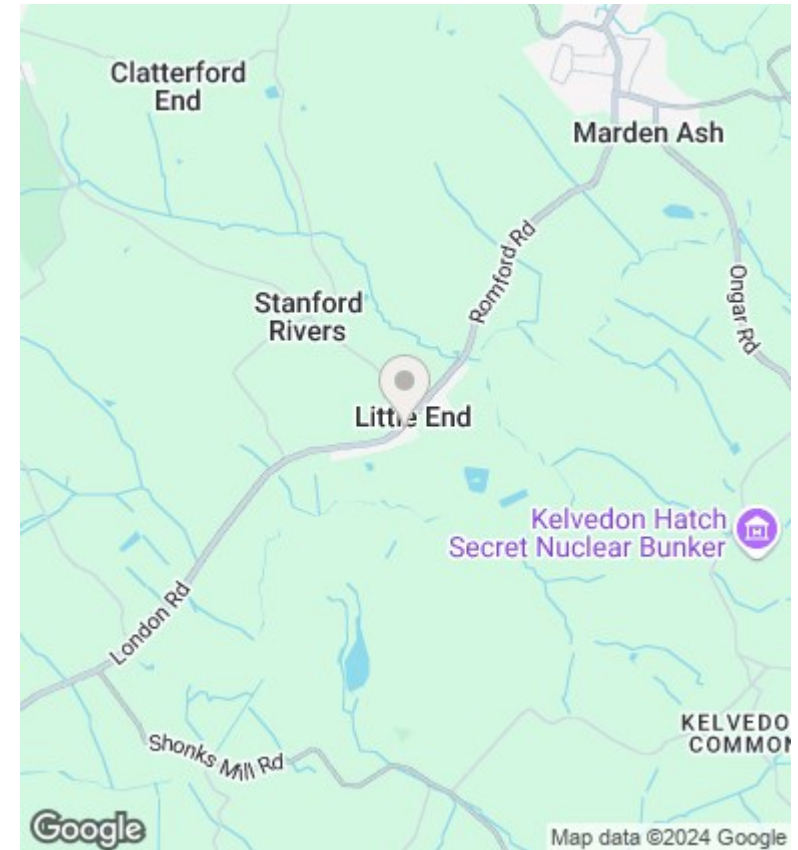 Clatterford
End
Marden Ash
Romford Rd
Ongar Rd
Stanford
Rivers
Little End
Kelvedon Hatch
Secret Nuclear Bunker
London Rd
KELVEDO
COMMON
Shonks Mill Rd
Google
Map data ©2024 Google